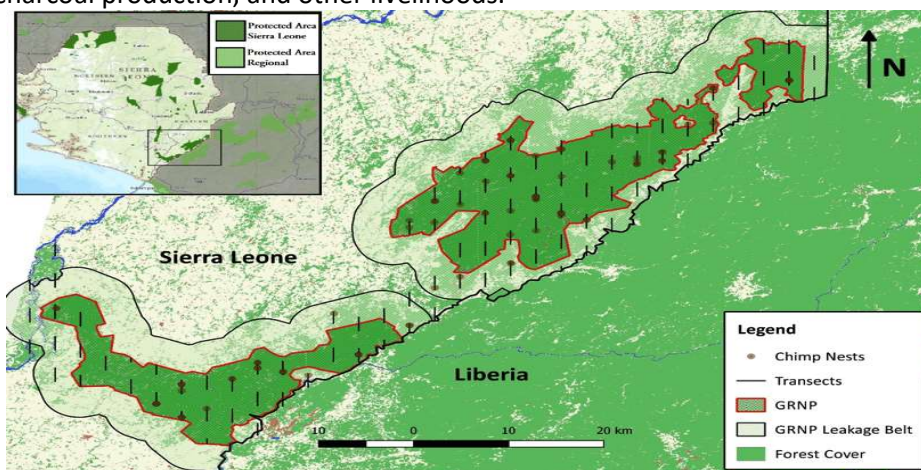 charcoal production, and other livelihoods.
Protected Area
Sierra Leone
Protected Area
Regional
SIERRA
N
Sierra Leone
Liberia
Legend
Chimp Nests
Transects
GRNP
GRNP Leakage Belt
Forest Cover
10 0 10 20 km